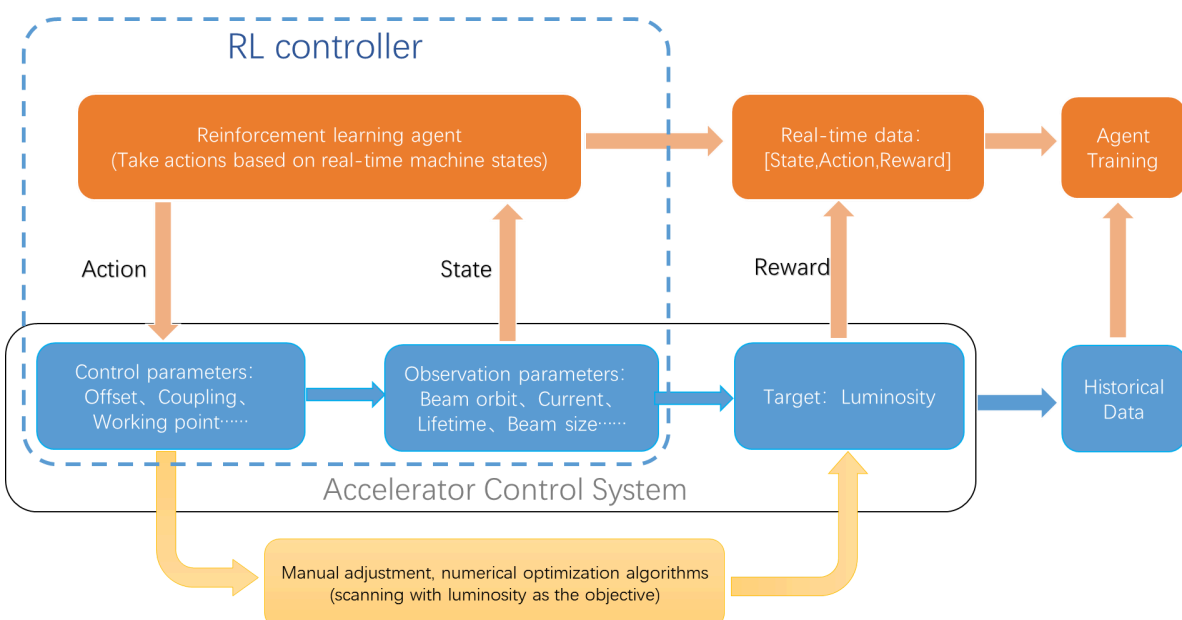 RL controller
Reinforcement learning agent
(Take actions based on real-time machine states)
Real-time data：
[State,Action,Reward]
Agent
Training
Action
State
Reward
Control parameters：
Offset、Coupling、
Working point……
Observation parameters：
Beam orbit、Current、
Lifetime、Beam size……
Target：Luminosity
Historical
Data
Accelerator Control System
Manual adjustment, numerical optimization algorithms
(scanning with luminosity as the objective)